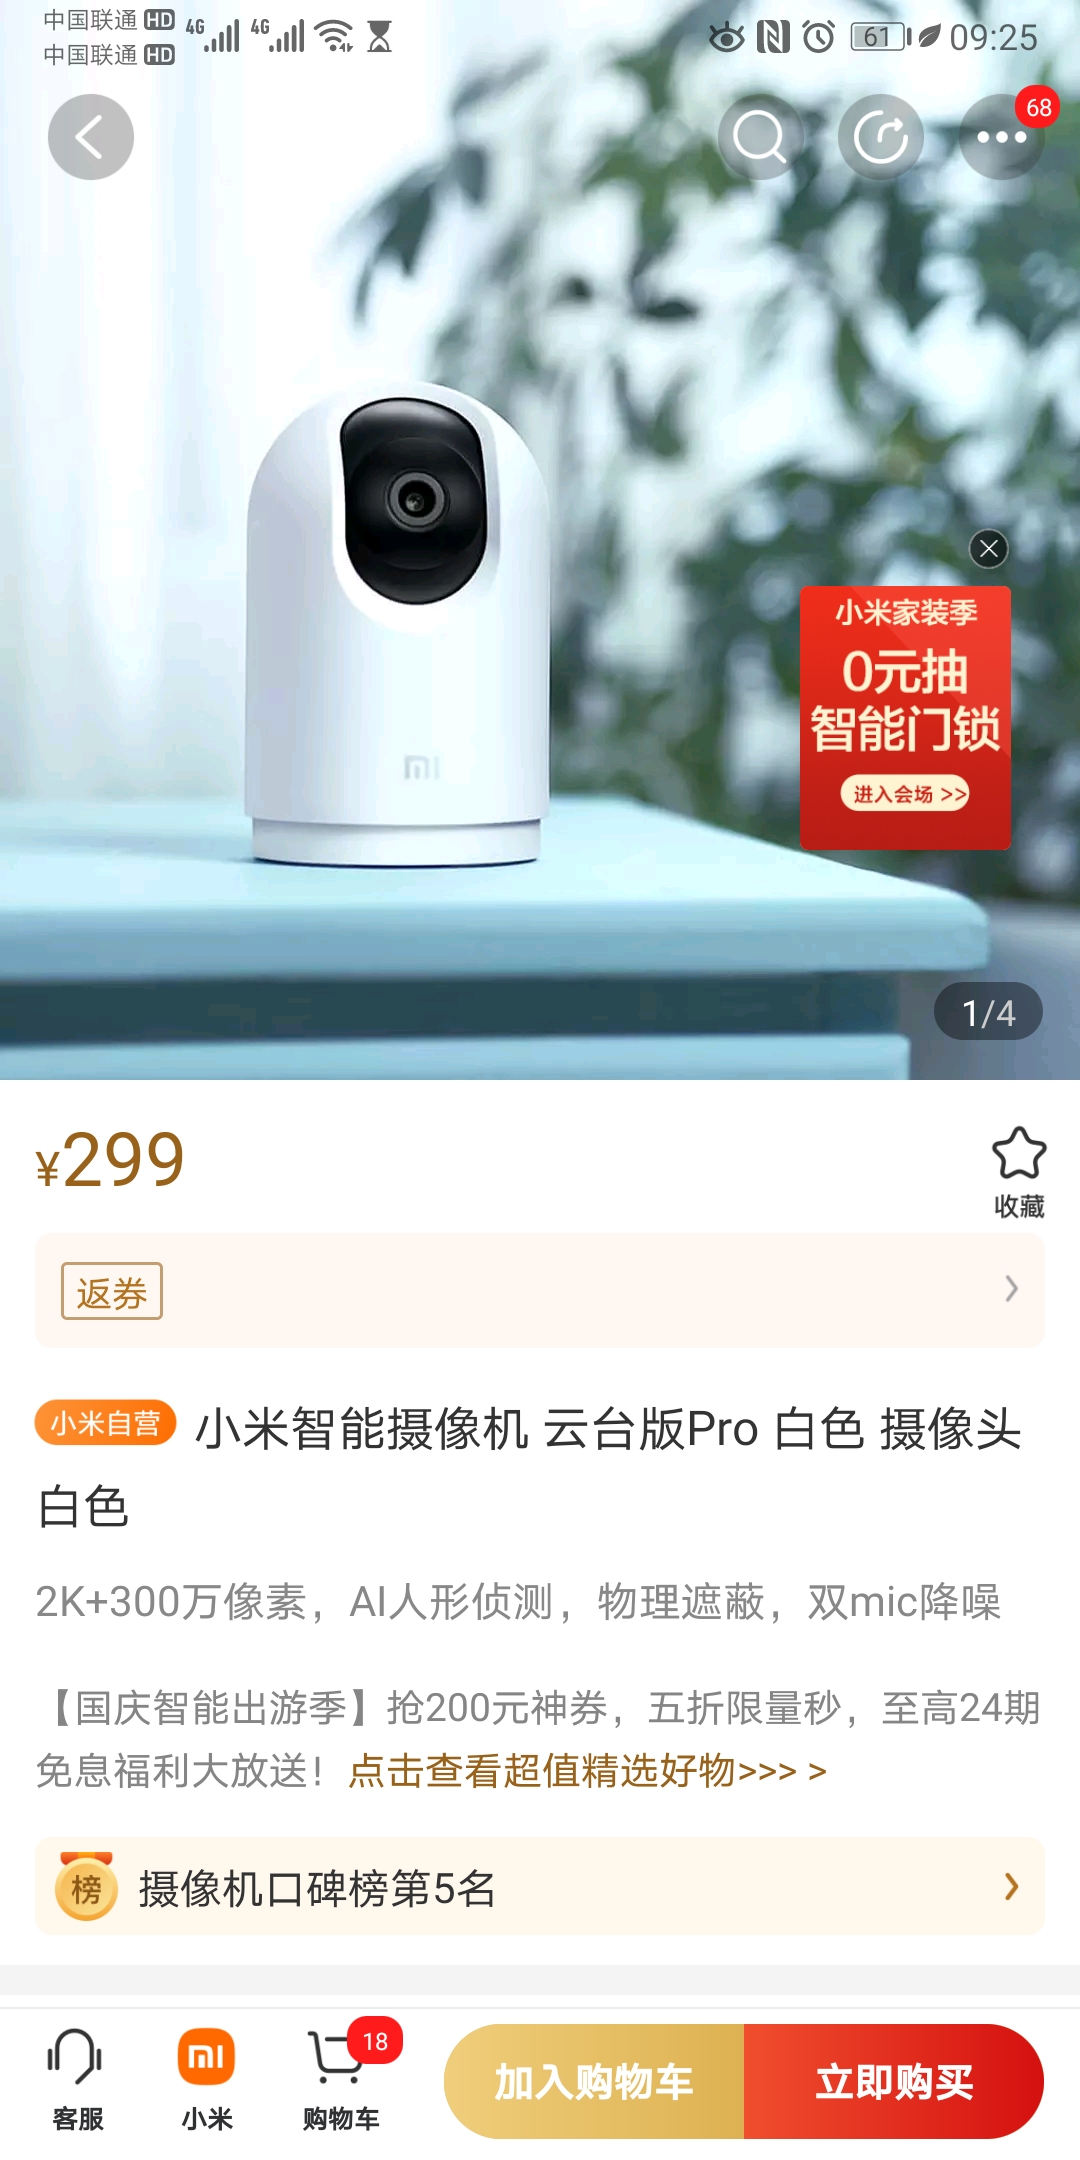 中国联通 HD
中国联通 HD
4G 4G 61 09:25
68
小米家装季
0元抽
智能门锁
进入会场 >>
mi
1/4
¥299
收藏
返券
小米自营 小米智能摄像机 云台版Pro 白色 摄像头
白色
2K+300万像素，AI人形侦测，物理遮蔽，双mic降噪
【国庆智能出游季】抢200元神券，五折限量秒，至高24期
免息福利大放送！点击查看超值精选好物>>> >
榜 摄像机口碑榜第5名
18
mi
客服 小米 购物车 加入购物车 立即购买